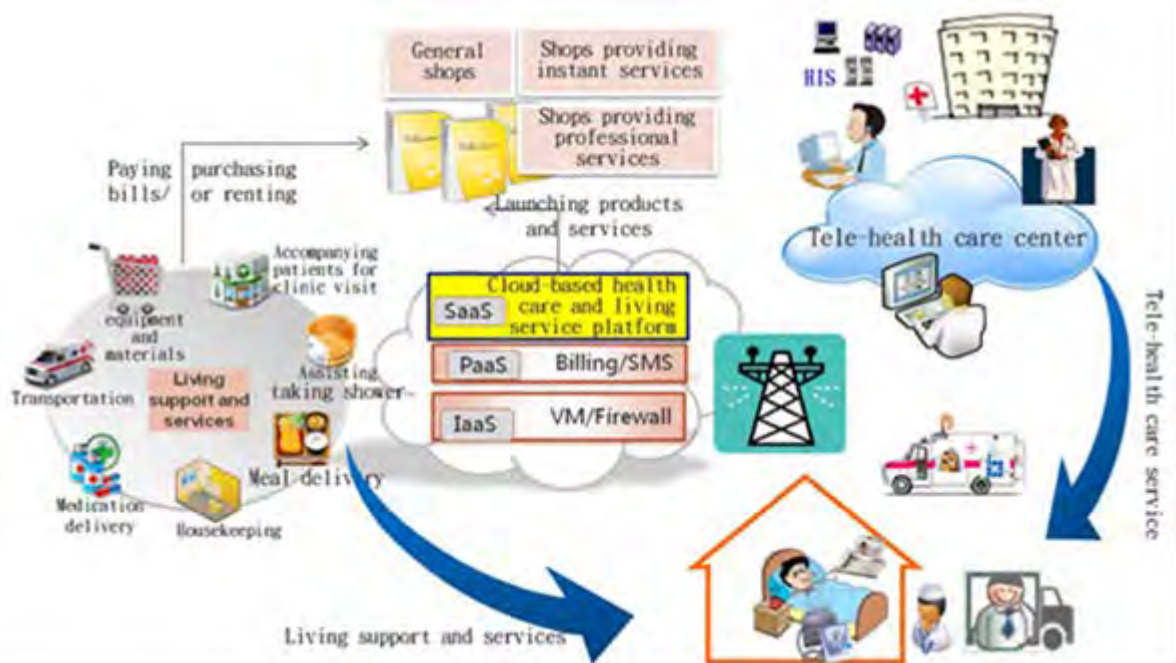 General
shops
Shops providing
instant services
Shops providing
professional
services
HIS
Paying
bills/
purchasing
or renting
Launching products
and services
Tele-health care center
Accompanying
patients for
clinic visit
equipment
and
materials
Transportation
Living
support and
services
Assisting
taking shower
Meal delivery
Medication
delivery
Housekeeping
Cloud-based health
care and living
service platform
SaaS
PaaS
Billing/SMS
IaaS
VM/Firewall
Tele-health care service
Living support and services